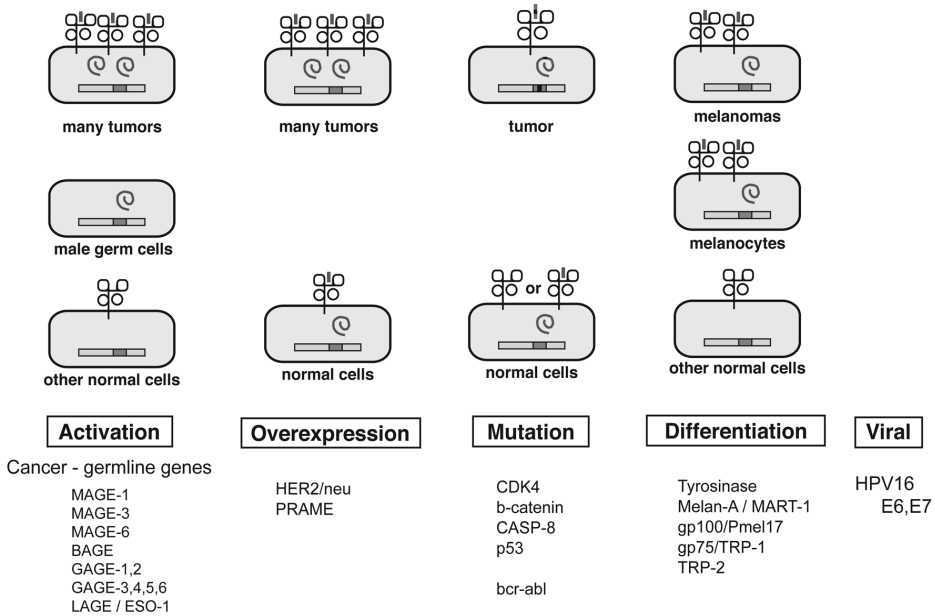 many tumors
many tumors
tumor
melanomas
male germ cells
melanocytes
or
other normal cells
normal cells
normal cells
other normal cells
Activation
Overexpression
Mutation
Differentiation
Viral
Cancer - germline genes
MAGE-1
MAGE-3
MAGE-6
BAGE
GAGE-1,2
GAGE-3,4,5,6
LAGE / ESO-1
HER2/neu
PRAME
CDK4
b-catenin
CASP-8
p53
bcr-abl
Tyrosinase
Melan-A / MART-1
gp100/Pmel17
gp75/TRP-1
TRP-2
HPV16
E6,E7